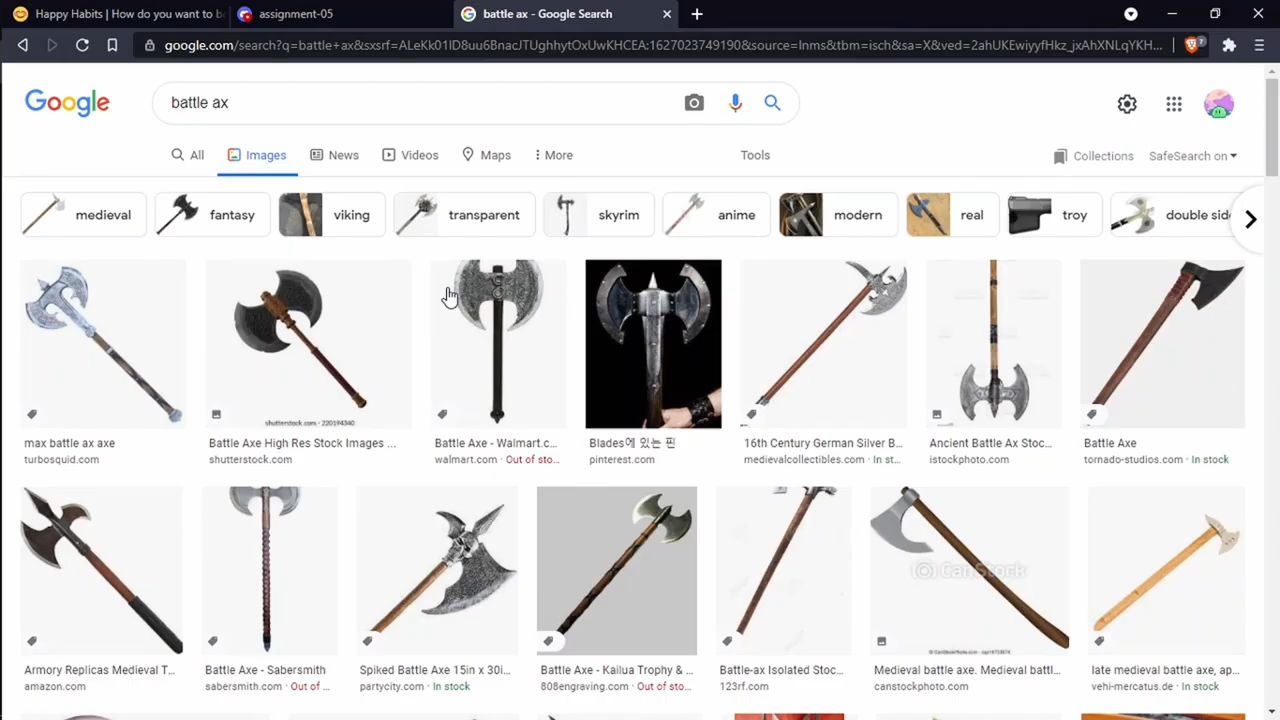 Happy Habits | How do you want to b
assignment-05
battle ax - Google Search
google.com/search?q=battle+ax&sxsrf=ALeKk01ID8uu6BnacJTUghhytOxUwKHCEA:1627023749190&source=lnms&tbm=isch&sa=X&ved=2ahUKEwiyyfHkz_jxAhXNLqYKH...
7
Google
battle ax
All
Images
News
Videos
Maps
More
Tools
Collections
SafeSearch on
medieval
fantasy
viking
transparent
skyrim
anime
modern
real
troy
double sid
shutterstock.com · 220194340
max battle ax axe
turbosquid.com
Battle Axe High Res Stock Images ...
shutterstock.com
Battle Axe - Walmart.c...
walmart.com · Out of sto...
Blades에 있는 핀
pinterest.com
16th Century German Silver B...
medievalcollectibles.com · In st...
Ancient Battle Ax Stoc...
istockphoto.com
Battle Axe
tornado-studios.com · In stock
CanStock
Armory Replicas Medieval T...
amazon.com
Battle Axe - Sabersmith
sabersmith.com · Out of ...
Spiked Battle Axe 15in x 30i...
partycity.com · In stock
Battle Axe - Kailua Trophy & ...
808engraving.com · Out of sto...
Battle-ax Isolated Stoc...
123rf.com
Medieval battle axe. Medieval battl...
canstockphoto.com
late medieval battle axe, ap...
vehi-mercatus.de · In stock